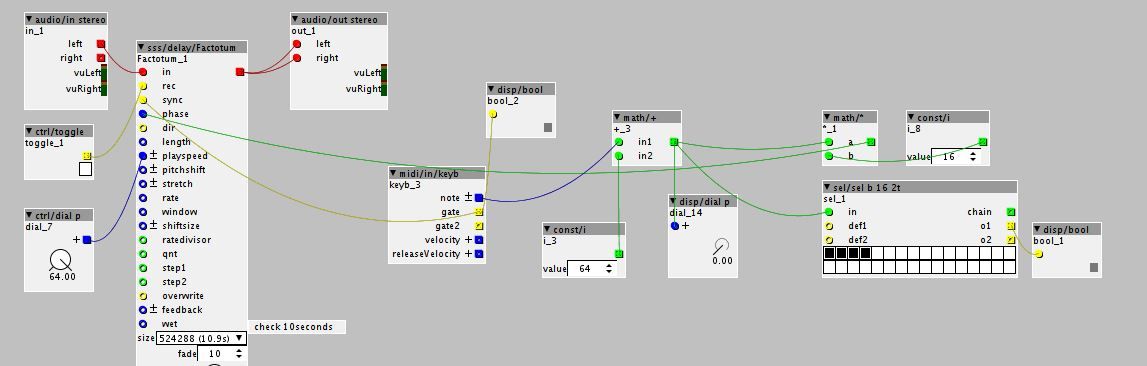 audio/in stereo
in_1
left
right
vuLeft
vuRight
ctrl/toggle
toggle_1
ctrl/dial p
dial_7
+
64.00
sss/delay/Factotum
Factotum_1
in
rec
sync
phase
dir
length
± playspeed
± pitchshift
± stretch
rate
window
± shiftsize
ratedivisor
qnt
step1
step2
overwrite
± feedback
wet
size 524288 (10.9s)
fade 10
check 10seconds
audio/out stereo
out_1
left
right
vuLeft
vuRight
disp/bool
bool_2
midi/in/keyb
keyb_3
note ±
gate
gate2
velocity +
releaseVelocity +
math/+
+_3
in1
in2
const/i
i_3
value 64
disp/dial p
dial_14
+
0.00
math/*
*_1
a
b
const/i
i_8
value 16
sel/sel b 16 2t
sel_1
in chain
def1 o1
def2 o2
disp/bool
bool_1